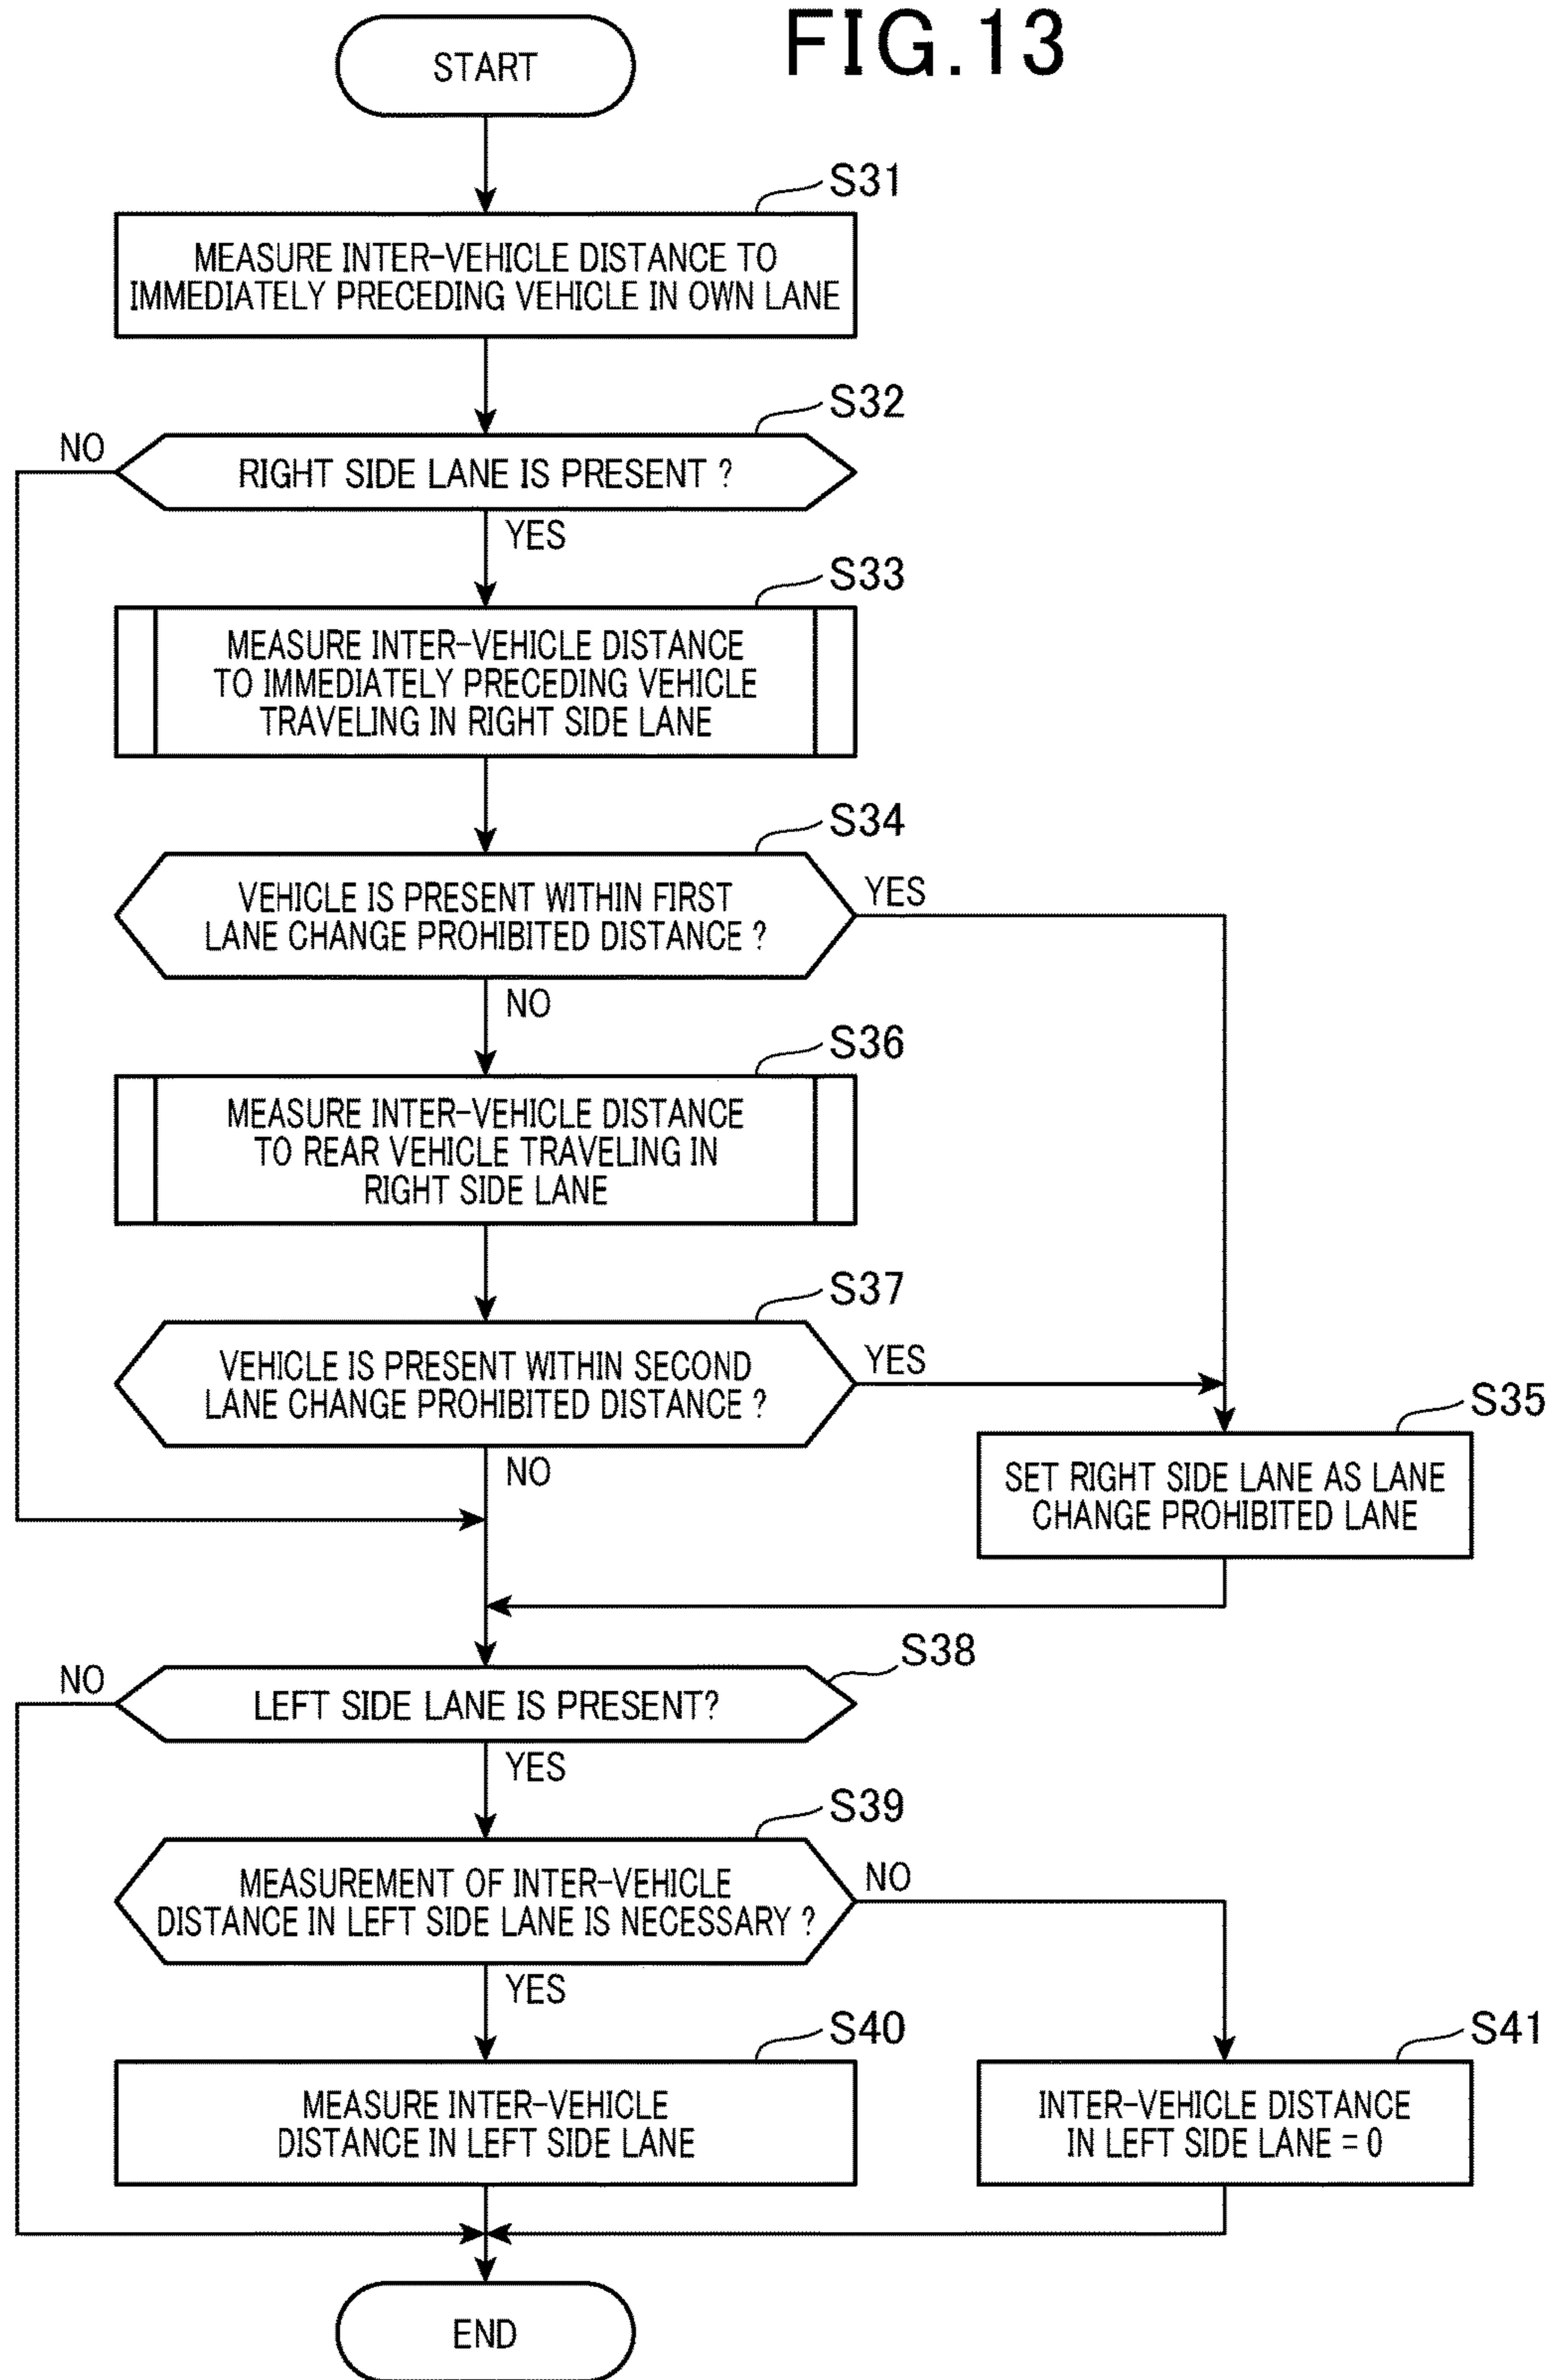 FIG.13
START
S31
MEASURE INTER-VEHICLE DISTANCE TO
IMMEDIATELY PRECEDING VEHICLE IN OWN LANE
S32
NO
RIGHT SIDE LANE IS PRESENT ?
YES
S33
MEASURE INTER-VEHICLE DISTANCE
TO IMMEDIATELY PRECEDING VEHICLE
TRAVELING IN RIGHT SIDE LANE
S34
VEHICLE IS PRESENT WITHIN FIRST
LANE CHANGE PROHIBITED DISTANCE ?
YES
NO
S36
MEASURE INTER-VEHICLE DISTANCE
TO REAR VEHICLE TRAVELING IN
RIGHT SIDE LANE
S37
VEHICLE IS PRESENT WITHIN SECOND
LANE CHANGE PROHIBITED DISTANCE ?
YES
NO
S35
SET RIGHT SIDE LANE AS LANE
CHANGE PROHIBITED LANE
S38
NO
LEFT SIDE LANE IS PRESENT?
YES
S39
MEASUREMENT OF INTER-VEHICLE
DISTANCE IN LEFT SIDE LANE IS NECESSARY ?
NO
YES
S40
MEASURE INTER-VEHICLE
DISTANCE IN LEFT SIDE LANE
S41
INTER-VEHICLE DISTANCE
IN LEFT SIDE LANE = 0
END